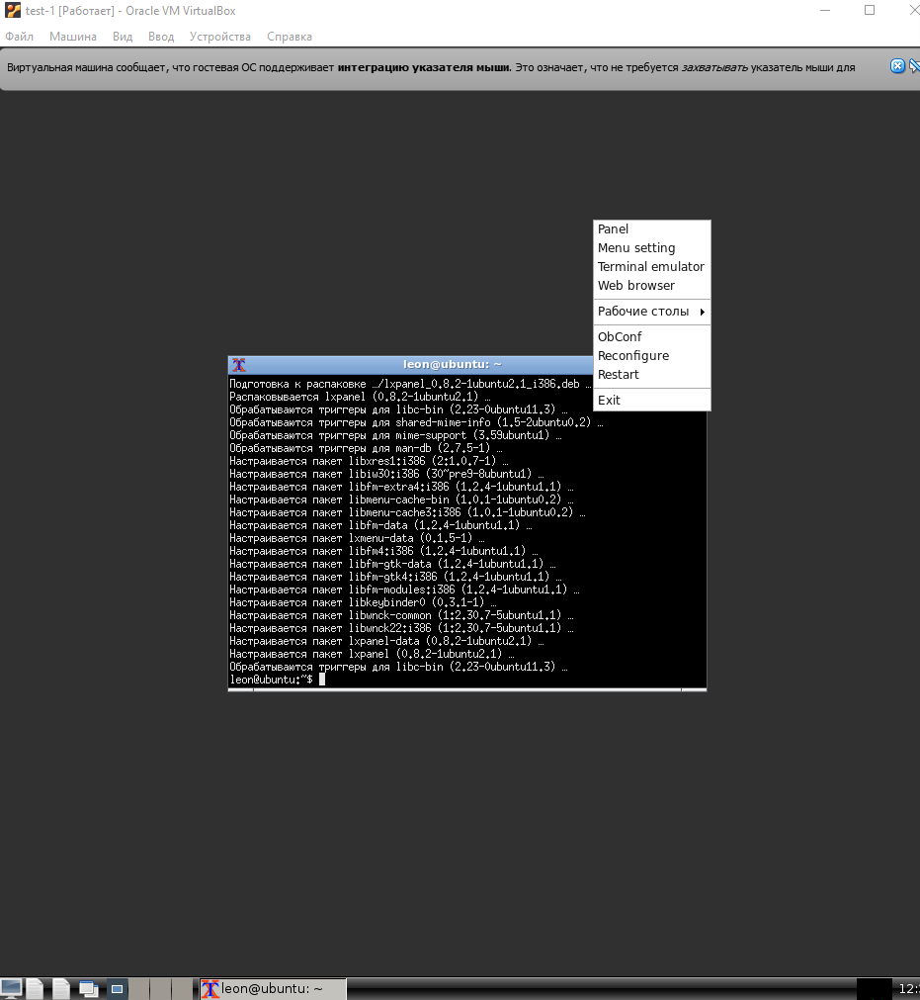 test-1 [Работает] - Oracle VM VirtualBox
Файл Машина Вид Ввод Устройства Справка
Виртуальная машина сообщает, что гостевая ОС поддерживает интеграцию указателя мыши. Это означает, что не требуется захватывать указатель мыши для
Panel
Menu setting
Terminal emulator
Web browser
Рабочие столы
ObConf
Reconfigure
Restart
Exit
leon@ubuntu: ~
Подготовка к распаковке …/lxpanel_0.8.2-1ubuntu2.1_i386.deb …
Распаковывается lxpanel (0.8.2-1ubuntu2.1) …
Обрабатываются триггеры для libc-bin (2.23-0ubuntu11.3) …
Обрабатываются триггеры для shared-mime-info (1.5-2ubuntu0.2) …
Обрабатываются триггеры для mime-support (3.59ubuntu1) …
Обрабатываются триггеры для man-db (2.7.5-1) …
Настраивается пакет libxres1:i386 (2:1.0.7-1) …
Настраивается пакет libiw30:i386 (30~pre9-8ubuntu1) …
Настраивается пакет libfm-extra4:i386 (1.2.4-1ubuntu1.1) …
Настраивается пакет libmenu-cache-bin (1.0.1-1ubuntu0.2) …
Настраивается пакет libmenu-cache3:i386 (1.0.1-1ubuntu0.2) …
Настраивается пакет libfm-data (1.2.4-1ubuntu1.1) …
Настраивается пакет lxmenu-data (0.1.5-1) …
Настраивается пакет libfm4:i386 (1.2.4-1ubuntu1.1) …
Настраивается пакет libfm-gtk-data (1.2.4-1ubuntu1.1) …
Настраивается пакет libfm-gtk4:i386 (1.2.4-1ubuntu1.1) …
Настраивается пакет libfm-modules:i386 (1.2.4-1ubuntu1.1) …
Настраивается пакет libkeybinder0 (0.3.1-1) …
Настраивается пакет libwnck-common (1:2.30.7-5ubuntu1.1) …
Настраивается пакет libwnck22:i386 (1:2.30.7-5ubuntu1.1) …
Настраивается пакет lxpanel-data (0.8.2-1ubuntu2.1) …
Настраивается пакет lxpanel (0.8.2-1ubuntu2.1) …
Обрабатываются триггеры для libc-bin (2.23-0ubuntu11.3) …
leon@ubuntu:~$
leon@ubuntu: ~
12: